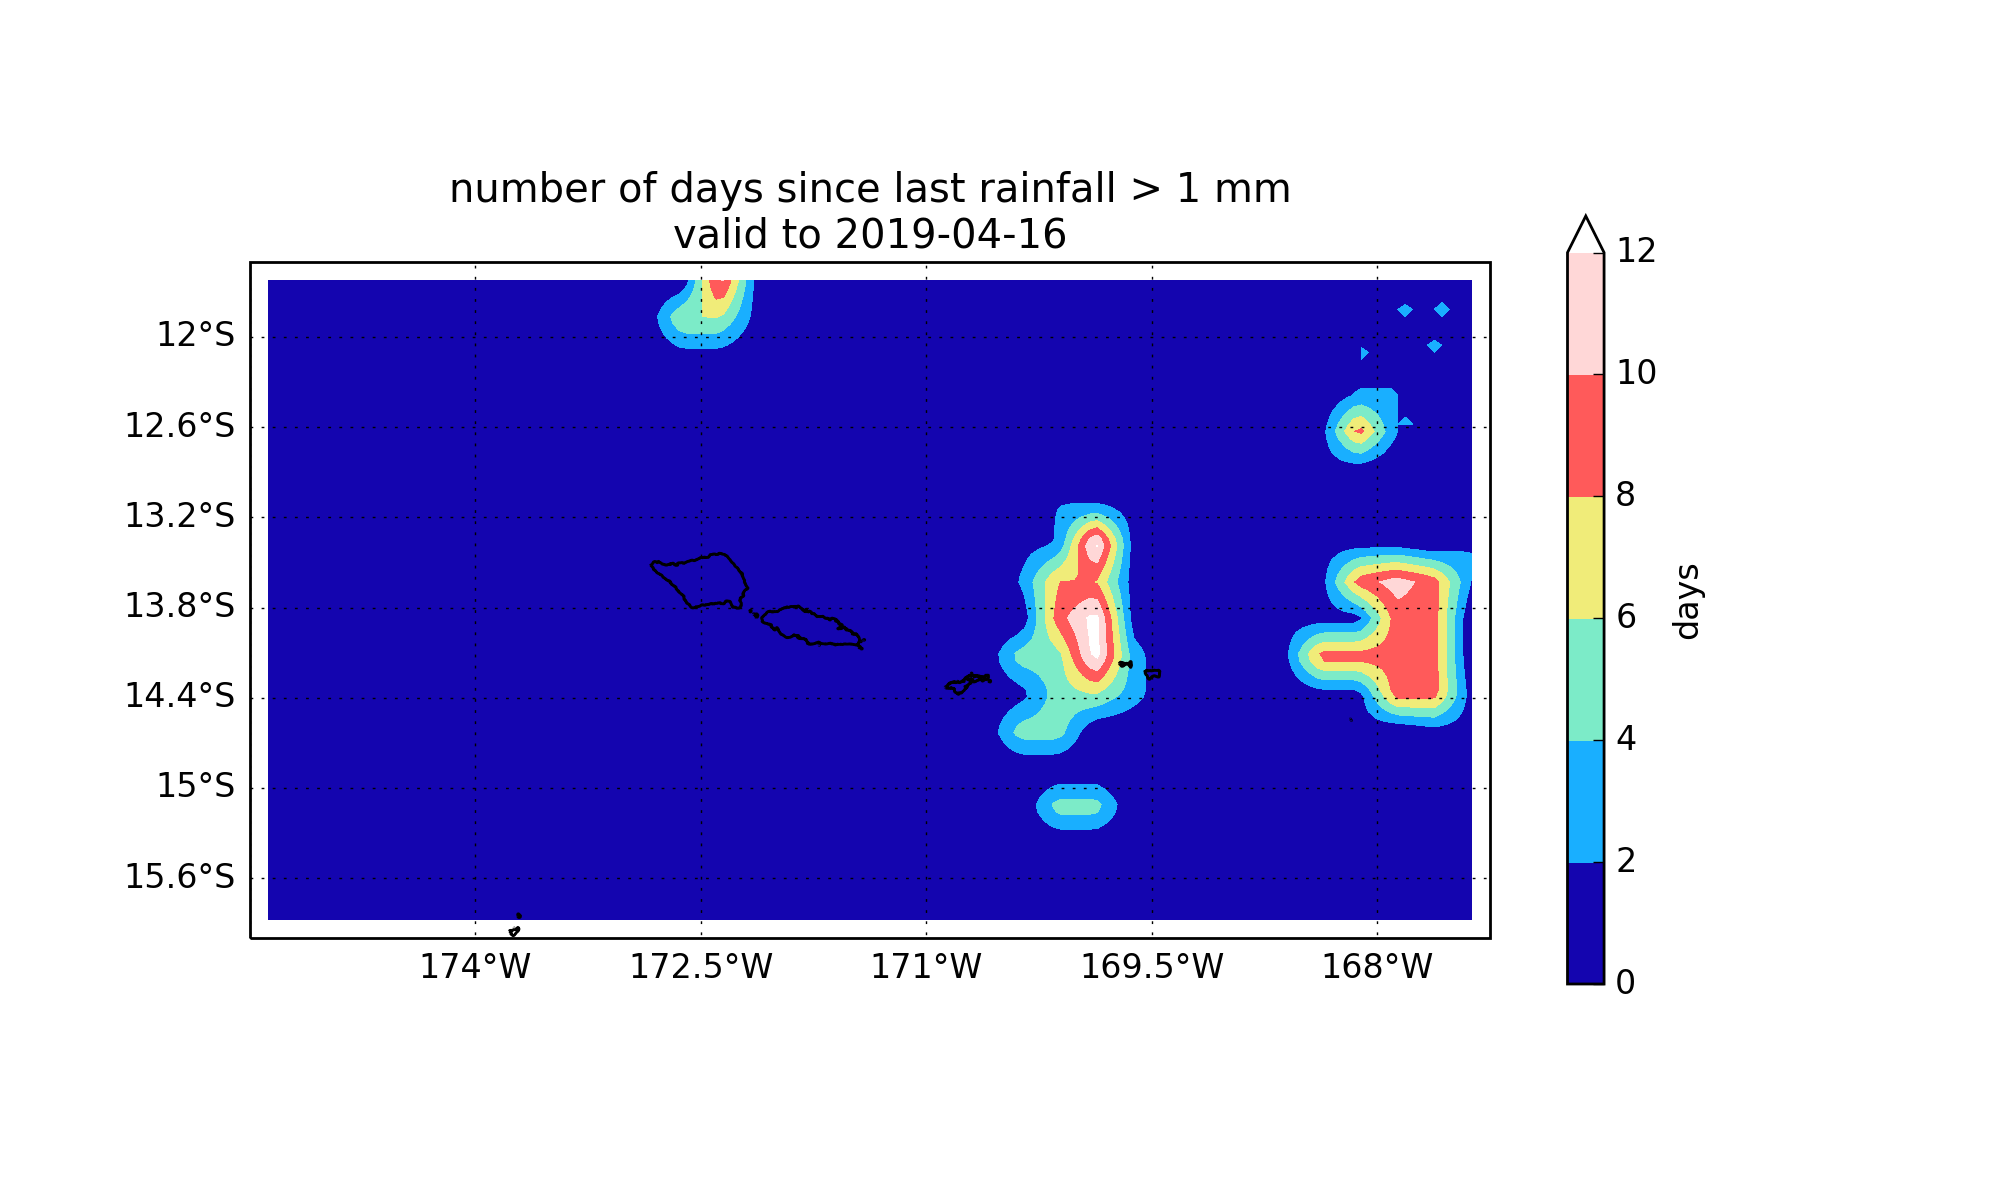 number of days since last rainfall > 1 mm
valid to 2019-04-16
12°S
12.6°S
13.2°S
13.8°S
14.4°S
15°S
15.6°S
174°W
172.5°W
171°W
169.5°W
168°W
12
10
8
6
4
2
0
days